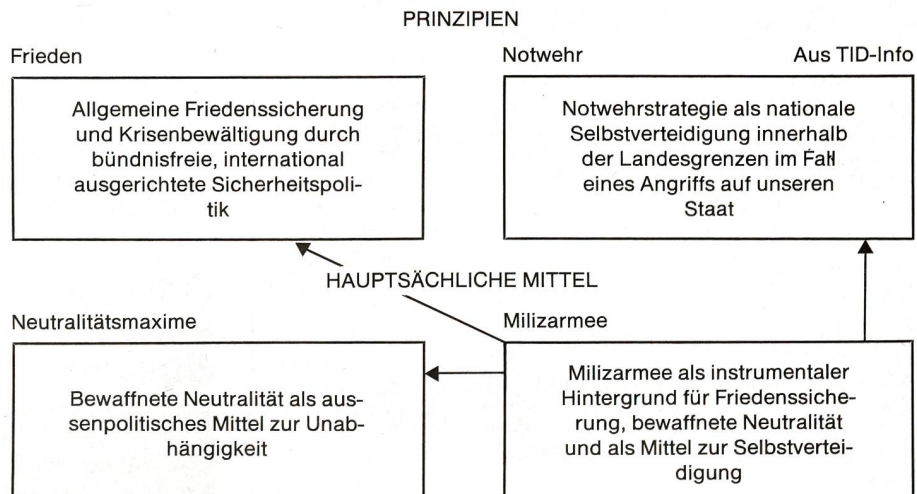 PRINZIPIEN
Frieden
Notwehr
Aus TID-Info
Allgemeine Friedenssicherung
und Krisenbewältigung durch
bündnisfreie, international
ausgerichtete Sicherheitspoli-
tik
Notwehrstrategie als nationale
Selbstverteidigung innerhalb
der Landesgrenzen im Fall
eines Angriffs auf unseren
Staat
HAUPTSÄCHLICHE MITTEL
Neutralitätsmaxime
Milizarmee
Bewaffnete Neutralität als aus-
senpolitisches Mittel zur Unab-
hängigkeit
Milizarmee als instrumentaler
Hintergrund für Friedenssiche-
rung, bewaffnete Neutralität
und als Mittel zur Selbstvertei-
digung